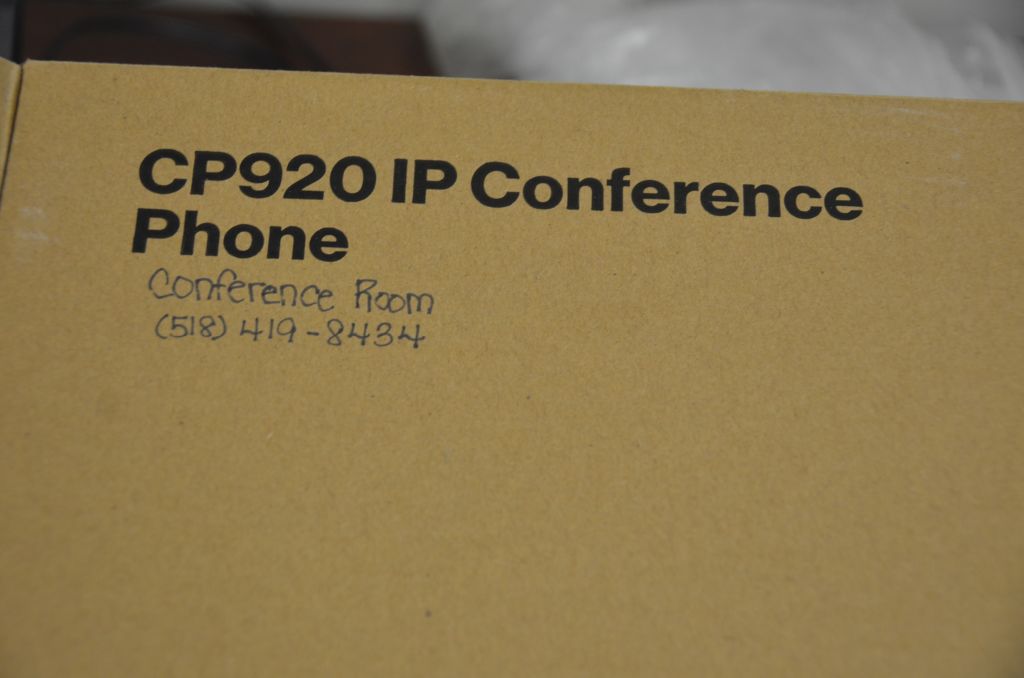 CP920 IP Conference
Phone
Conference Room
(518) 419-8434